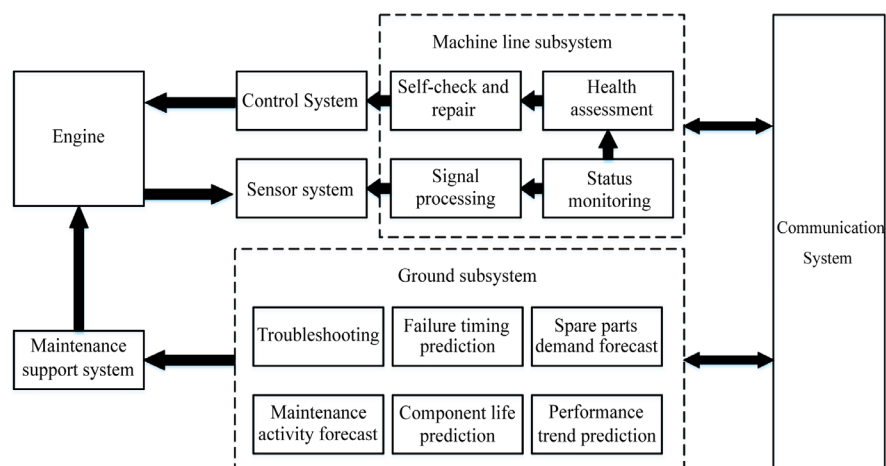 Machine line subsystem
Engine
Control System
Self-check and
repair
Health
assessment
Sensor system
Signal
processing
Status
monitoring
Communication
System
Ground subsystem
Troubleshooting
Failure timing
prediction
Spare parts
demand forecast
Maintenance
support system
Maintenance
activity forecast
Component life
prediction
Performance
trend prediction